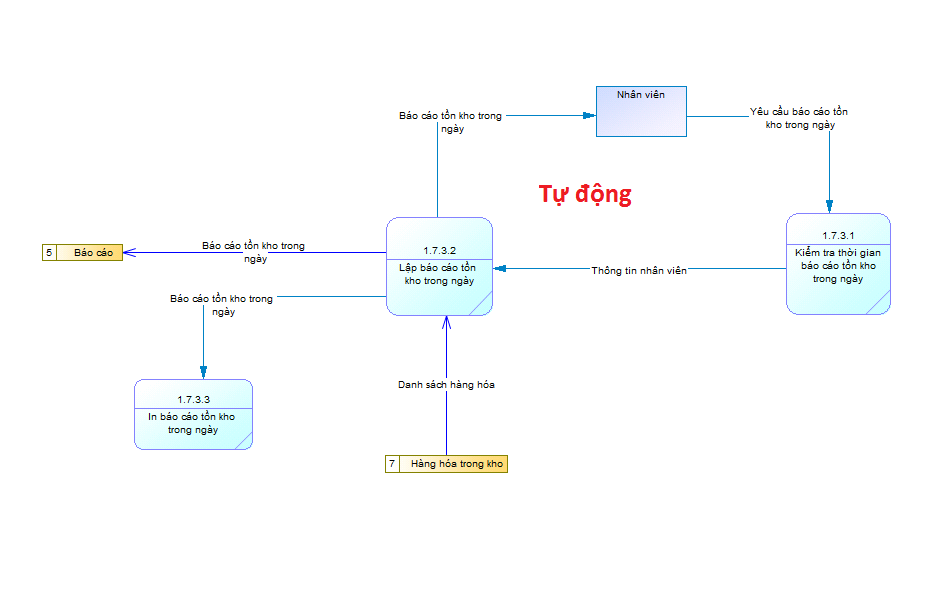 Nhân viên
Báo cáo tồn kho trong
ngày
Yêu cầu báo cáo tồn
kho trong ngày
Tự động
1.7.3.1
Kiểm tra thời gian
báo cáo tồn kho
trong ngày
1.7.3.2
Lập báo cáo tồn
kho trong ngày
Thông tin nhân viên
5 Báo cáo
Báo cáo tồn kho trong
ngày
Báo cáo tồn kho trong
ngày
1.7.3.3
In báo cáo tồn kho
trong ngày
Danh sách hàng hóa
7 Hàng hóa trong kho